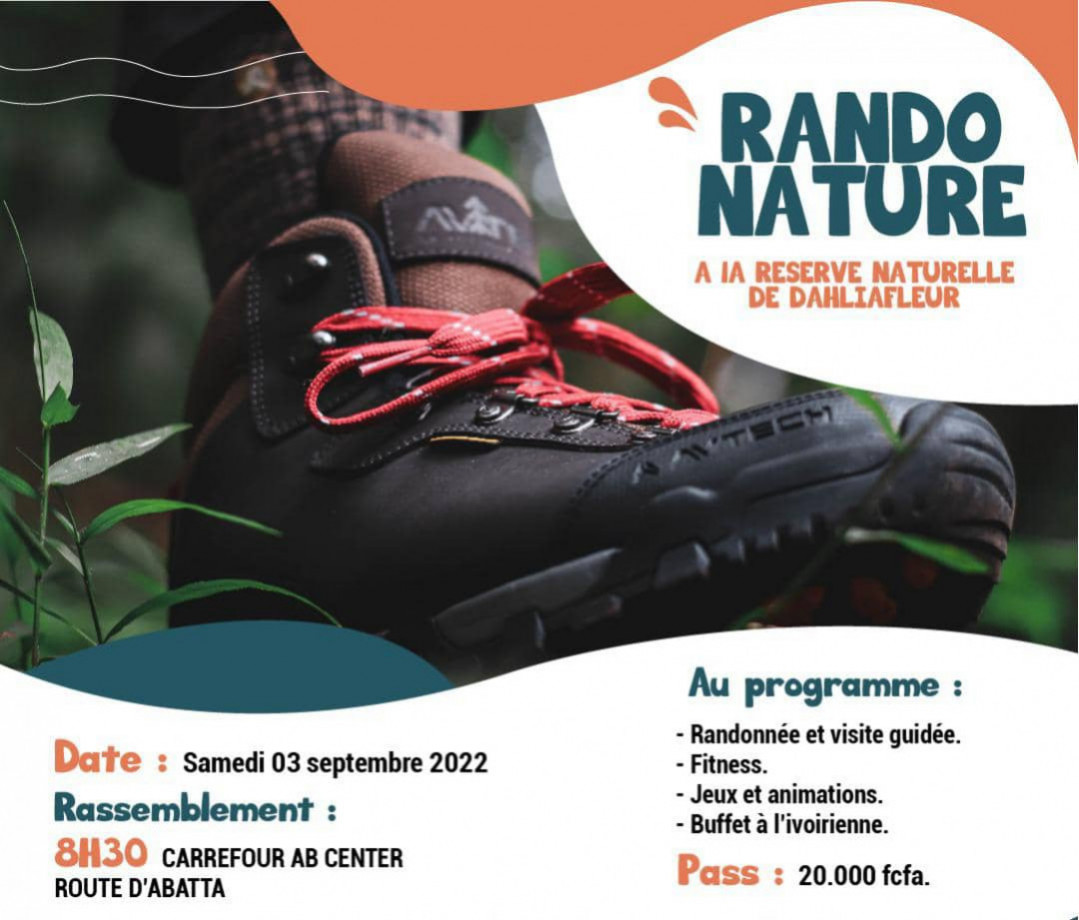 RANDO
NATURE
A lA RESERVE NATURELLE
DE DAHLIAFLEUR
Au programme :
- Randonnée et visite guidée.
- Fitness.
- Jeux et animations.
- Buffet à l'ivoirienne.
Pass : 20.000 fcfa.
Date : Samedi 03 septembre 2022
Rassemblement :
8H30 CARREFOUR AB CENTER
ROUTE D'ABATTA